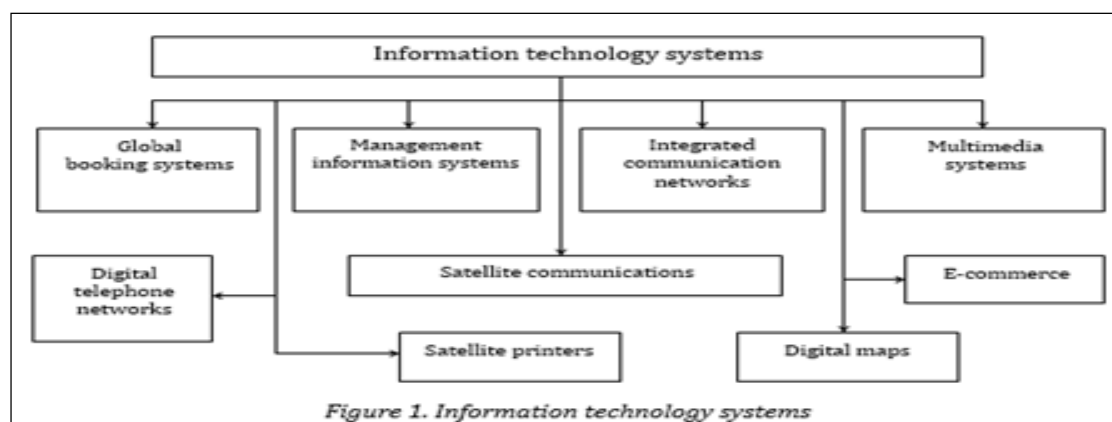 Information technology systems
Global
booking systems
Management
information systems
Integrated
communication
networks
Multimedia
systems
Digital
telephone
networks
Satellite communications
E-commerce
Satellite printers
Digital maps
Figure 1. Information technology systems